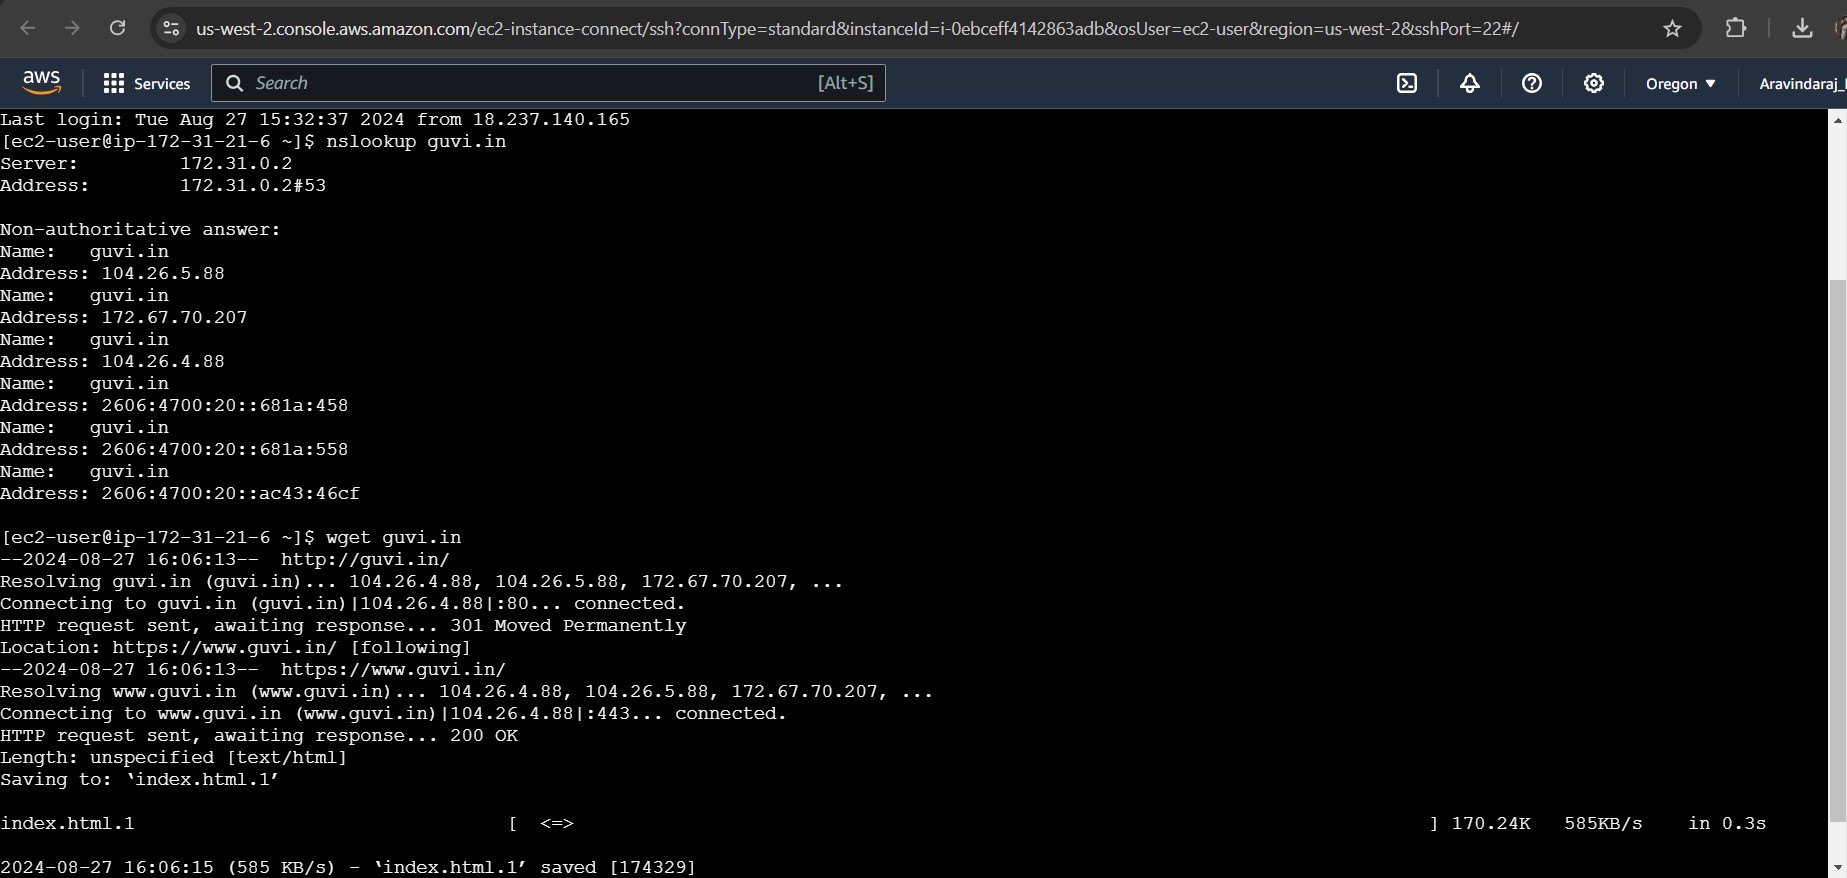 us-west-2.console.aws.amazon.com/ec2-instance-connect/ssh?connType=standard&instanceId=i-0ebceff4142863adb&osUser=ec2-user&region=us-west-2&sshPort=22#/
aws Services Search [Alt+S] Oregon Aravindaraj_
Last login: Tue Aug 27 15:32:37 2024 from 18.237.140.165
[ec2-user@ip-172-31-21-6 ~]$ nslookup guvi.in
Server:         172.31.0.2
Address:        172.31.0.2#53

Non-authoritative answer:
Name:   guvi.in
Address: 104.26.5.88
Name:   guvi.in
Address: 172.67.70.207
Name:   guvi.in
Address: 104.26.4.88
Name:   guvi.in
Address: 2606:4700:20::681a:458
Name:   guvi.in
Address: 2606:4700:20::681a:558
Name:   guvi.in
Address: 2606:4700:20::ac43:46cf

[ec2-user@ip-172-31-21-6 ~]$ wget guvi.in
--2024-08-27 16:06:13--  http://guvi.in/
Resolving guvi.in (guvi.in)... 104.26.4.88, 104.26.5.88, 172.67.70.207, ...
Connecting to guvi.in (guvi.in)|104.26.4.88|:80... connected.
HTTP request sent, awaiting response... 301 Moved Permanently
Location: https://www.guvi.in/ [following]
--2024-08-27 16:06:13--  https://www.guvi.in/
Resolving www.guvi.in (www.guvi.in)... 104.26.4.88, 104.26.5.88, 172.67.70.207, ...
Connecting to www.guvi.in (www.guvi.in)|104.26.4.88|:443... connected.
HTTP request sent, awaiting response... 200 OK
Length: unspecified [text/html]
Saving to: ‘index.html.1’

index.html.1 [ <=> ] 170.24K 585KB/s in 0.3s

2024-08-27 16:06:15 (585 KB/s) - ‘index.html.1’ saved [174329]